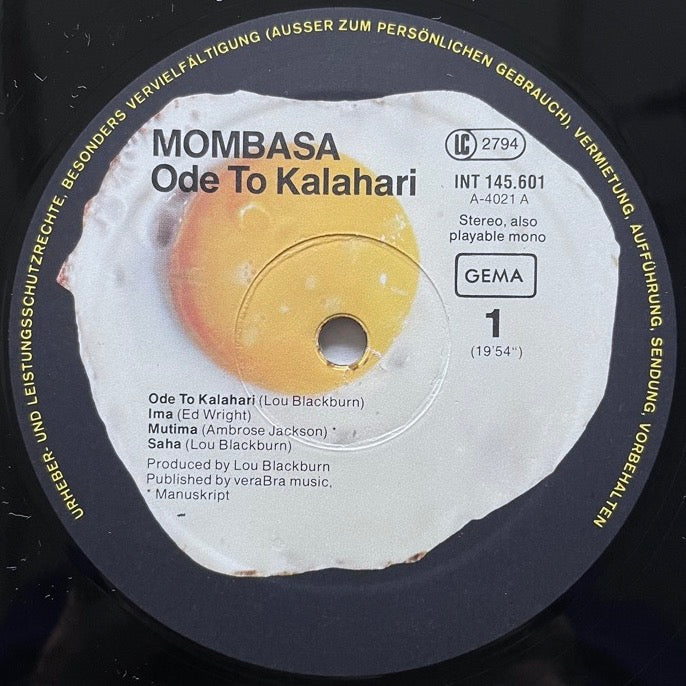 URHEBER- UND LEISTUNGSSCHUTZRECHTE, BESONDERS VERVIELFÄLTIGUNG (AUSSER ZUM PERSÖNLICHEN GEBRAUCH), VERMIETUNG, AUFFÜHRUNG, SENDUNG, VORBEHALTEN
MOMBASA
Ode To Kalahari
LC 2794
INT 145.601
A-4021 A
Stereo, also
playable mono
GEMA
1
(19'54")
Ode To Kalahari (Lou Blackburn)
Ima (Ed Wright)
Mutima (Ambrose Jackson) *
Saha (Lou Blackburn)
Produced by Lou Blackburn
Published by veraBra music,
* Manuskript